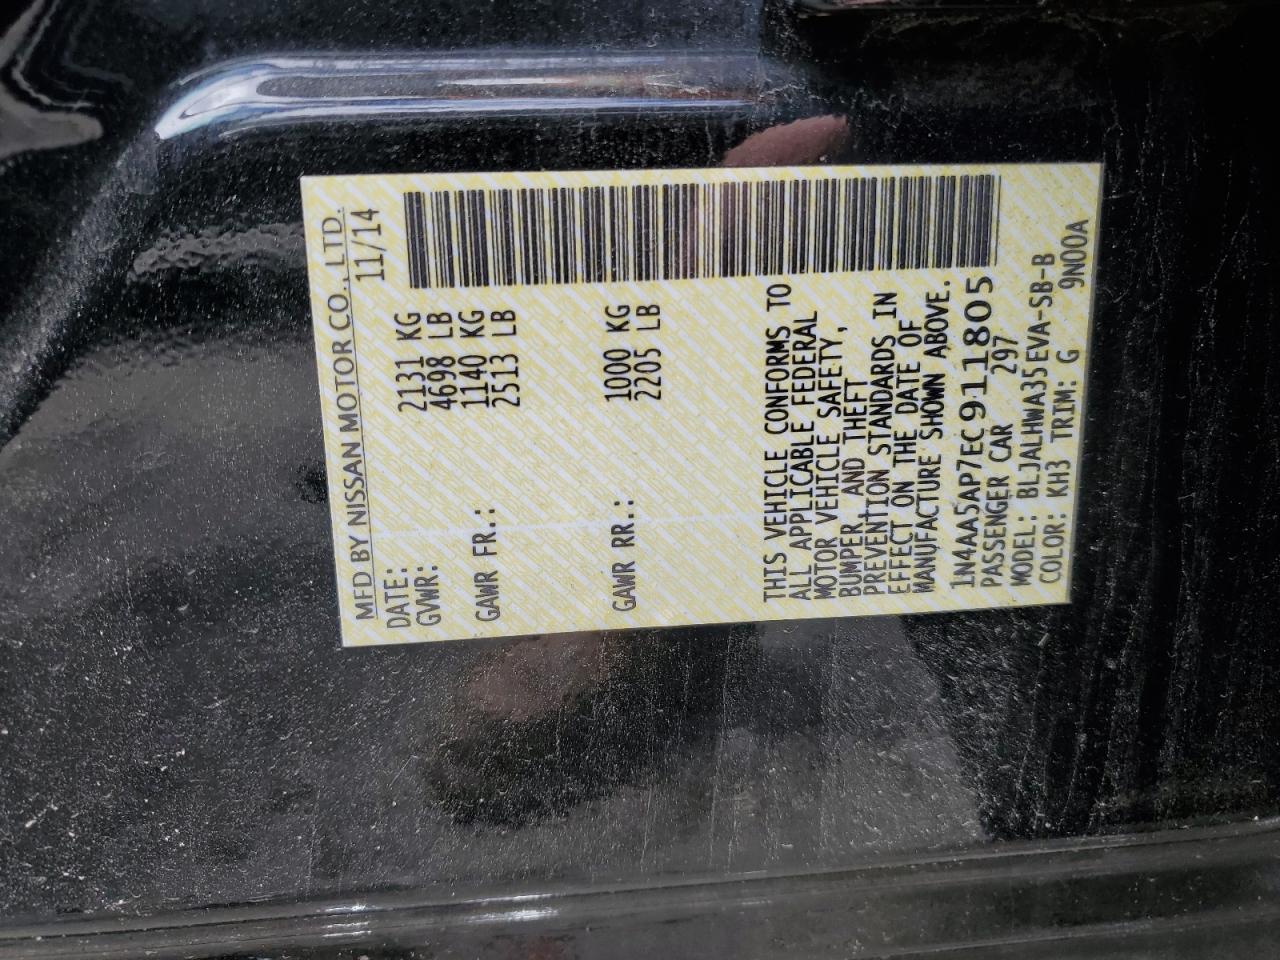 MFD BY NISSAN MOTOR CO., LTD.
DATE: 11/14
GVWR: 2131 KG
4698 LB
GAWR FR.: 1140 KG
2513 LB
GAWR RR.: 1000 KG
2205 LB
THIS VEHICLE CONFORMS TO
ALL APPLICABLE FEDERAL
MOTOR VEHICLE SAFETY,
BUMPER AND THEFT
PREVENTION STANDARDS IN
EFFECT ON THE DATE OF
MANUFACTURE SHOWN ABOVE.
1N4AA5AP7EC911805
PASSENGER CAR 297
MODEL: BLJALHWA35EVA-SB-B
COLOR: KH3 TRIM: G 9N00A